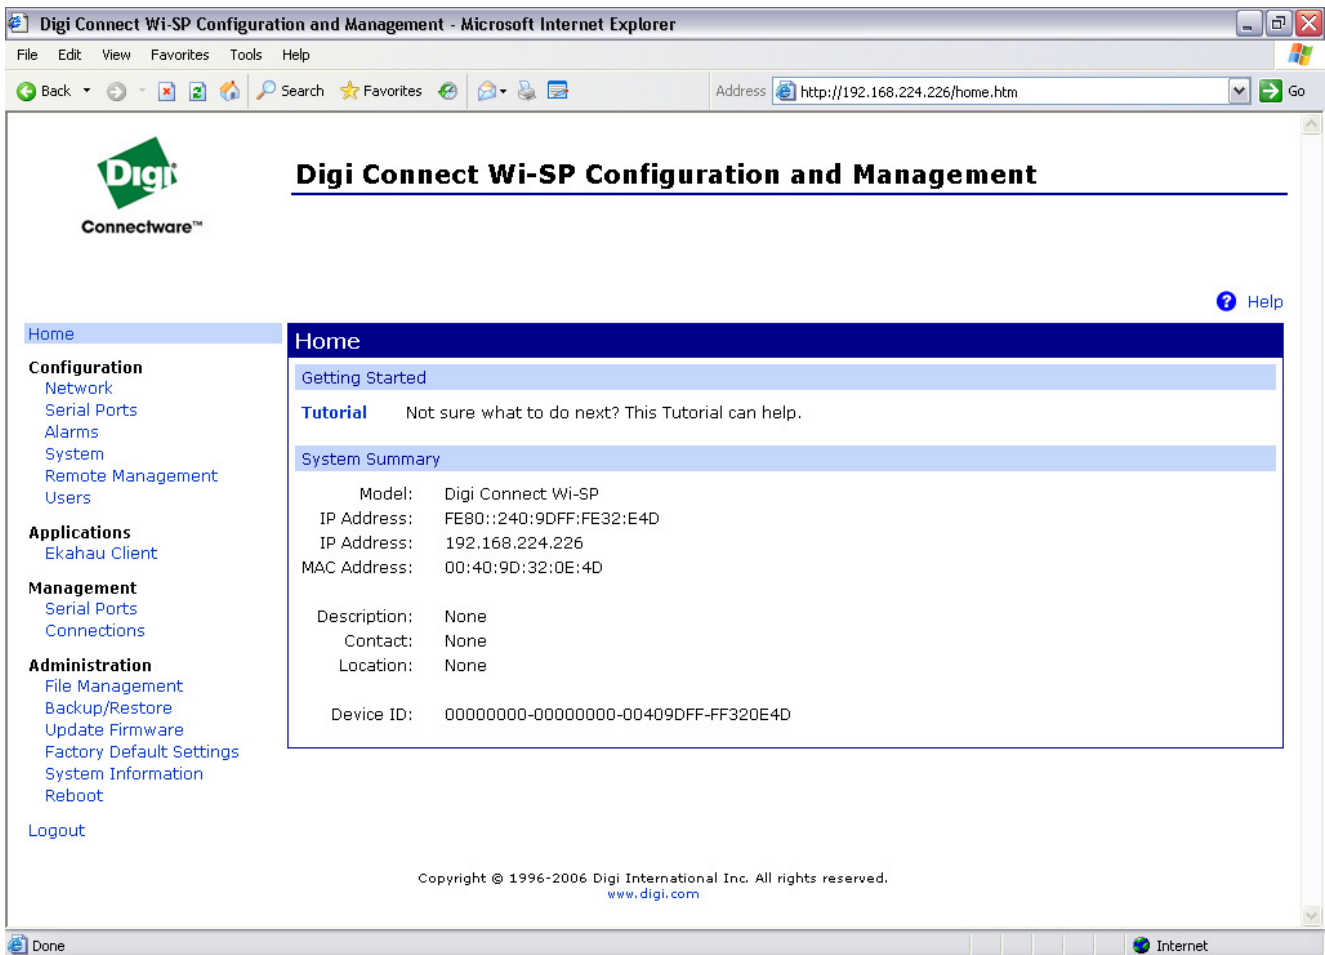 Digi Connect Wi-SP Configuration and Management - Microsoft Internet Explorer
File Edit View Favorites Tools Help
Back Search Favorites Address http://192.168.224.226/home.htm Go
Digi
Connectware™
Digi Connect Wi-SP Configuration and Management
? Help
Home
Configuration
Network
Serial Ports
Alarms
System
Remote Management
Users
Applications
Ekahau Client
Management
Serial Ports
Connections
Administration
File Management
Backup/Restore
Update Firmware
Factory Default Settings
System Information
Reboot
Logout
Home
Getting Started
Tutorial Not sure what to do next? This Tutorial can help.
System Summary
Model: Digi Connect Wi-SP
IP Address: FE80::240:9DFF:FE32:E4D
IP Address: 192.168.224.226
MAC Address: 00:40:9D:32:0E:4D
Description: None
Contact: None
Location: None
Device ID: 00000000-00000000-00409DFF-FF320E4D
Copyright © 1996-2006 Digi International Inc. All rights reserved.
www.digi.com
Done Internet